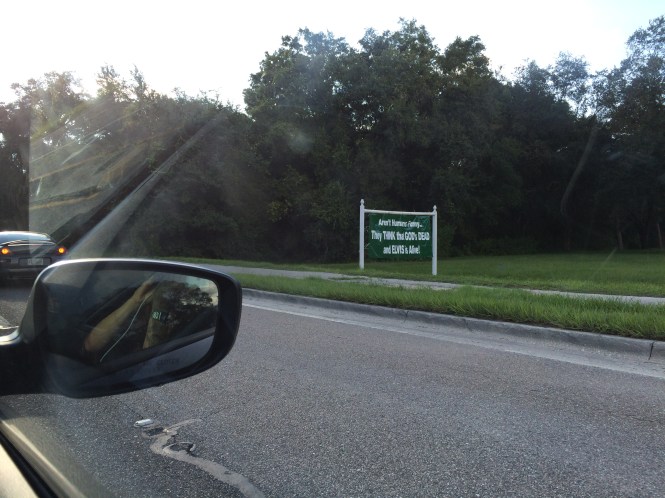 Aren't Humans Funny...
They THINK that GOD's DEAD
and ELVIS is Alive!